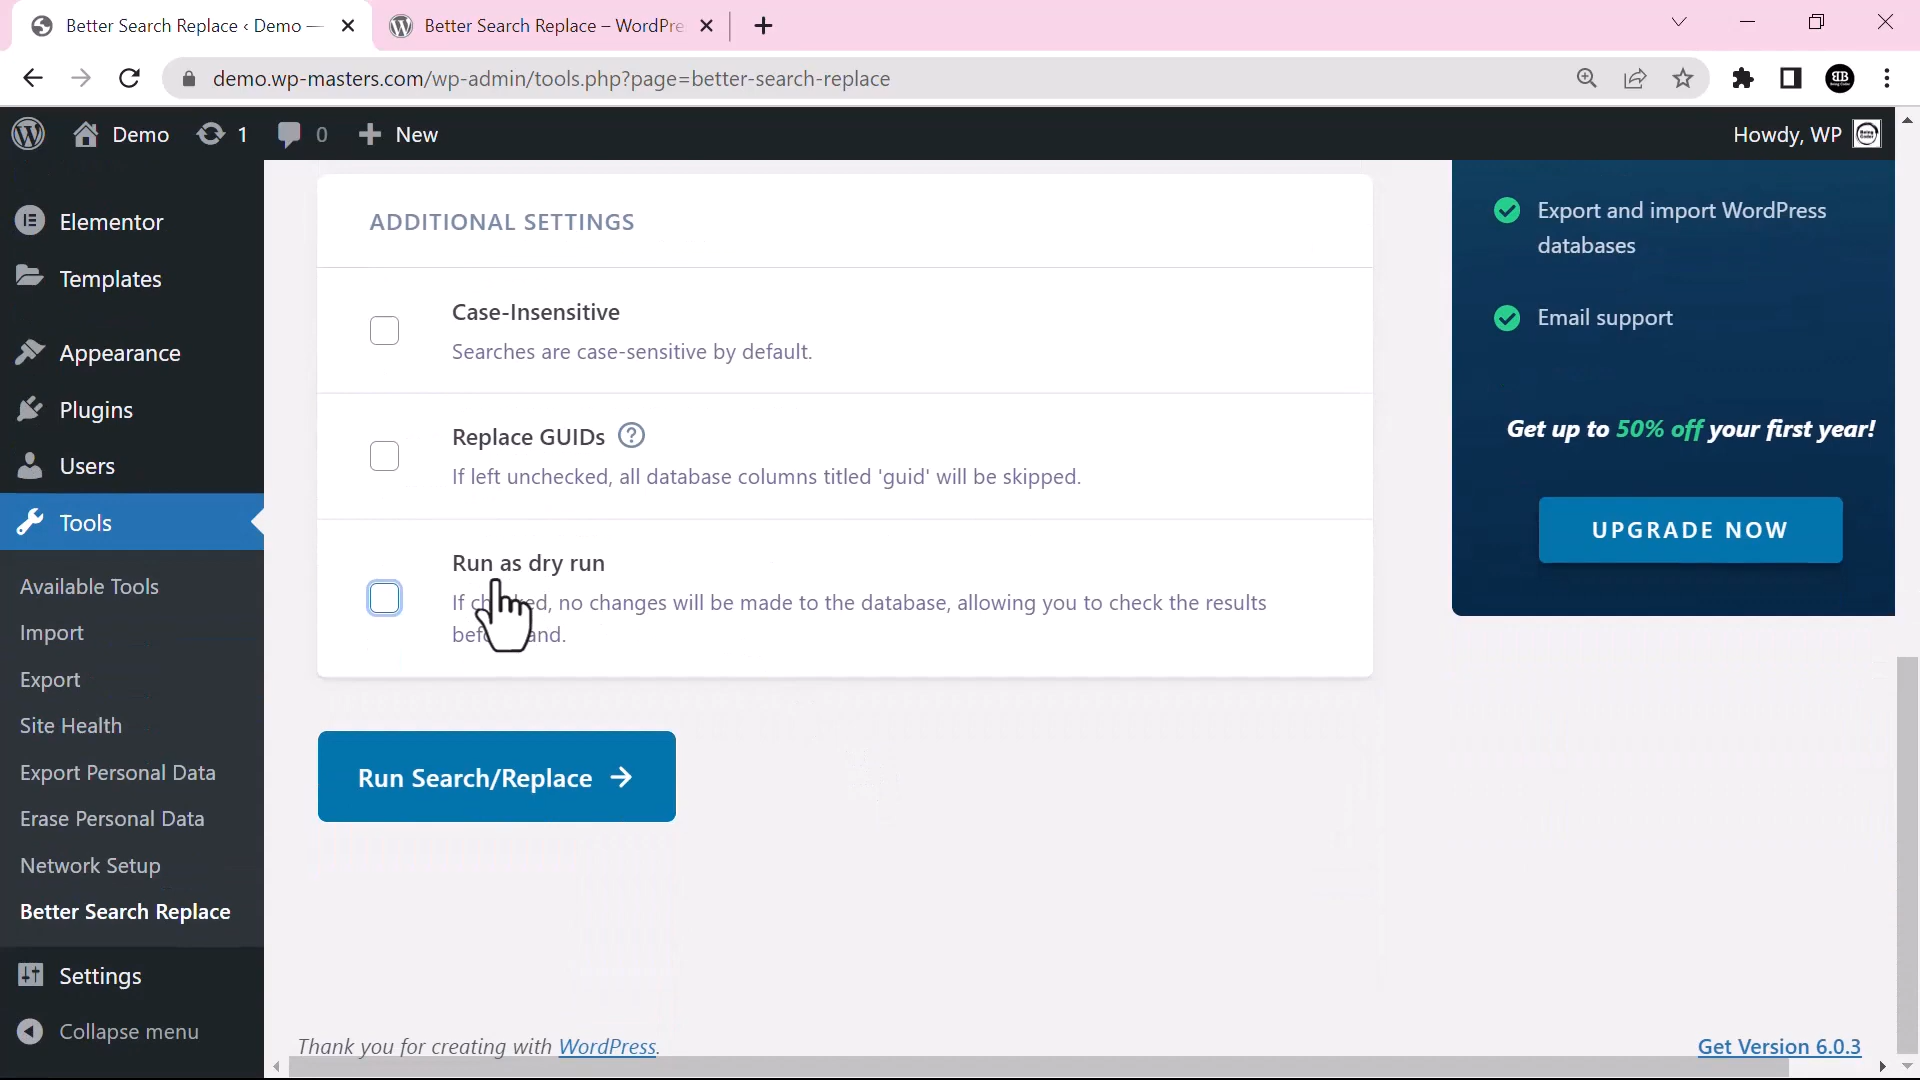 Better Search Replace ‹ Demo —
Better Search Replace – WordPre
demo.wp-masters.com/wp-admin/tools.php?page=better-search-replace
Demo
1
0
New
Howdy, WP
Elementor
Templates
Appearance
Plugins
Users
Tools
Available Tools
Import
Export
Site Health
Export Personal Data
Erase Personal Data
Network Setup
Better Search Replace
Settings
Collapse menu
ADDITIONAL SETTINGS
Case-Insensitive
Searches are case-sensitive by default.
Replace GUIDs ?
If left unchecked, all database columns titled 'guid' will be skipped.
Run as dry run
If no changes will be made to the database, allowing you to check the results
Run Search/Replace →
Export and import WordPress
databases
Email support
Get up to 50% off your first year!
UPGRADE NOW
Thank you for creating with WordPress.
Get Version 6.0.3